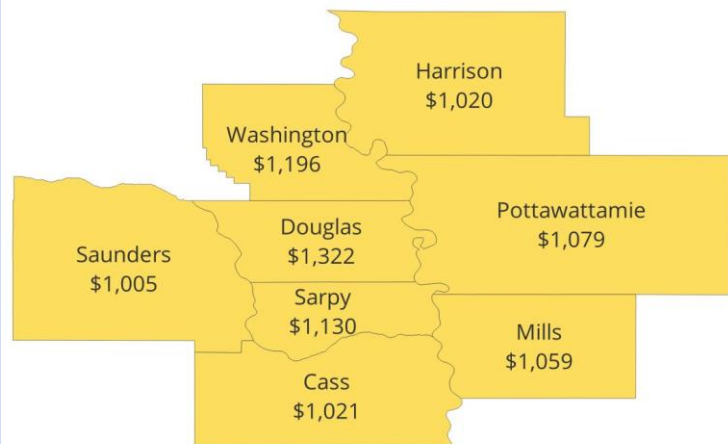 Harrison
$1,020
Washington
$1,196
Pottawattamie
$1,079
Douglas
$1,322
Saunders
$1,005
Sarpy
$1,130
Mills
$1,059
Cass
$1,021